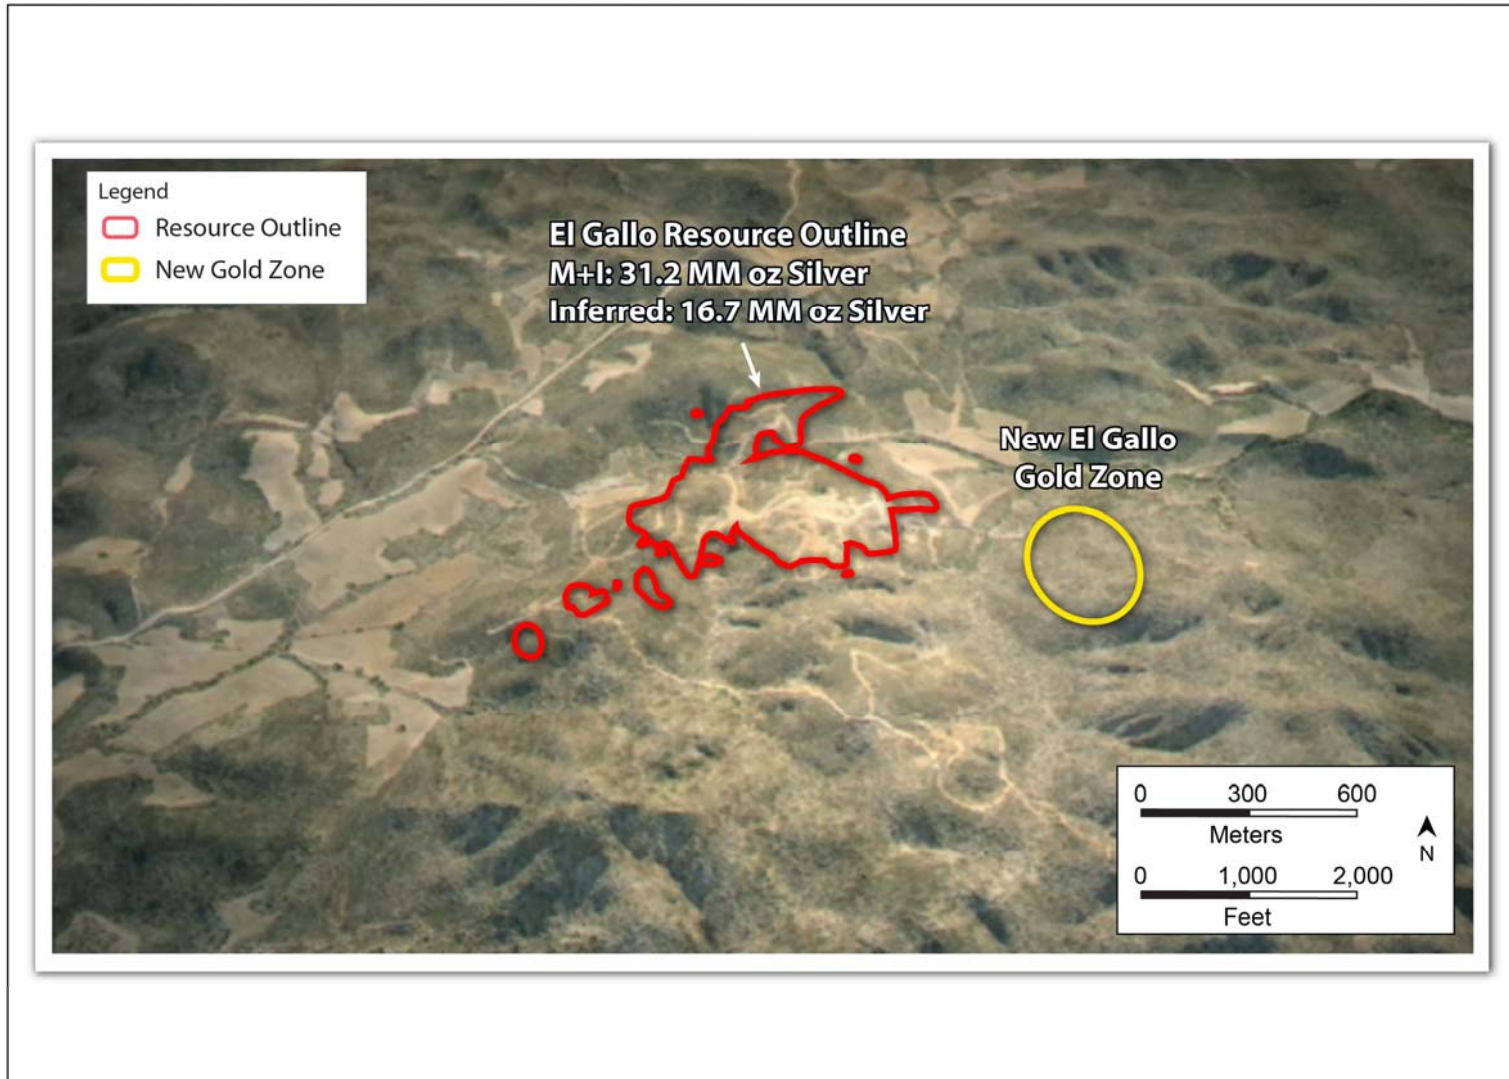 Legend
Resource Outline
New Gold Zone
El Gallo Resource Outline
M+I: 31.2 MM oz Silver
Inferred: 16.7 MM oz Silver
New El Gallo
Gold Zone
0 300 600
Meters
0 1,000 2,000
Feet
N